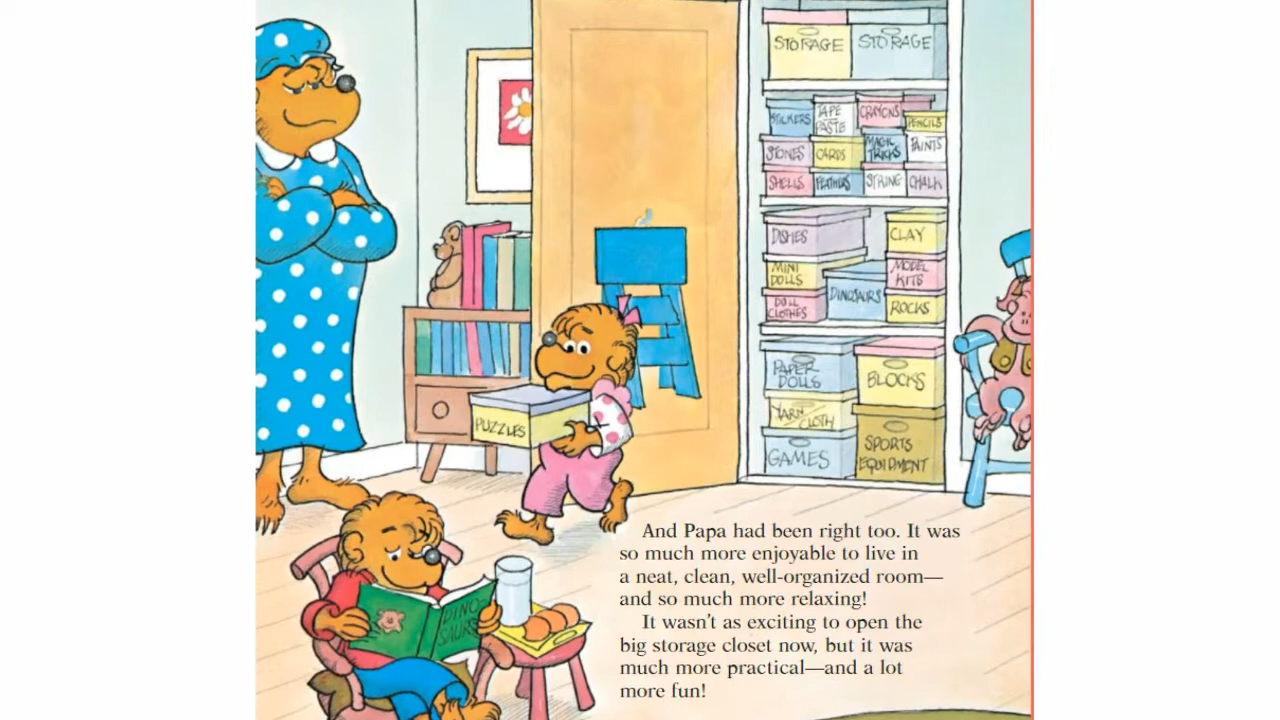 STORAGE
STORAGE
STICKERS
TAPE
PASTE
CRAYONS
PENCILS
STONES
CARDS
MAGIC
TRICKS
PAINTS
SHELLS
FEATHERS
STRING
CHALK
DISHES
CLAY
MINI
DOLLS
MODEL
KITS
DINOSAURS
DOLL
CLOTHES
ROCKS
PAPER
DOLLS
BLOCKS
YARN
CLOTH
SPORTS
EQUIPMENT
GAMES
PUZZLES
DINO-
SAURS
And Papa had been right too. It was
so much more enjoyable to live in
a neat, clean, well-organized room—
and so much more relaxing!
It wasn't as exciting to open the
big storage closet now, but it was
much more practical—and a lot
more fun!